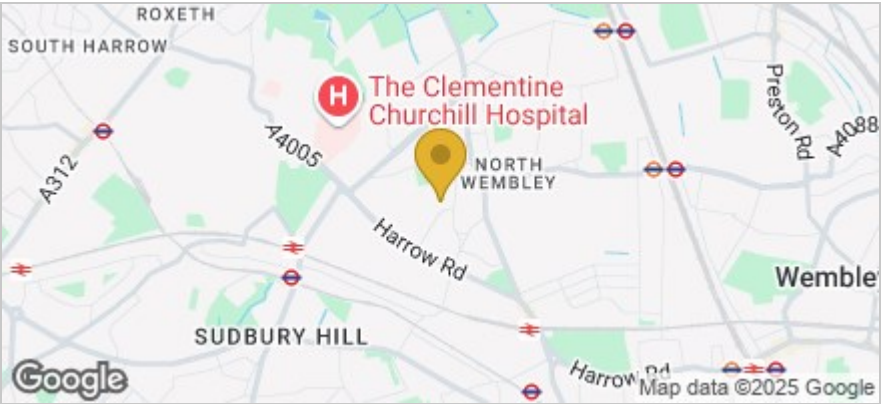 ROXETH
SOUTH HARROW
The Clementine
Churchill Hospital
H
A4005
A312
Preston Rd
A4088
NORTH
WEMBLEY
Harrow Rd
Wemble
SUDBURY HILL
Harrow Rd
Google
Map data ©2025 Google